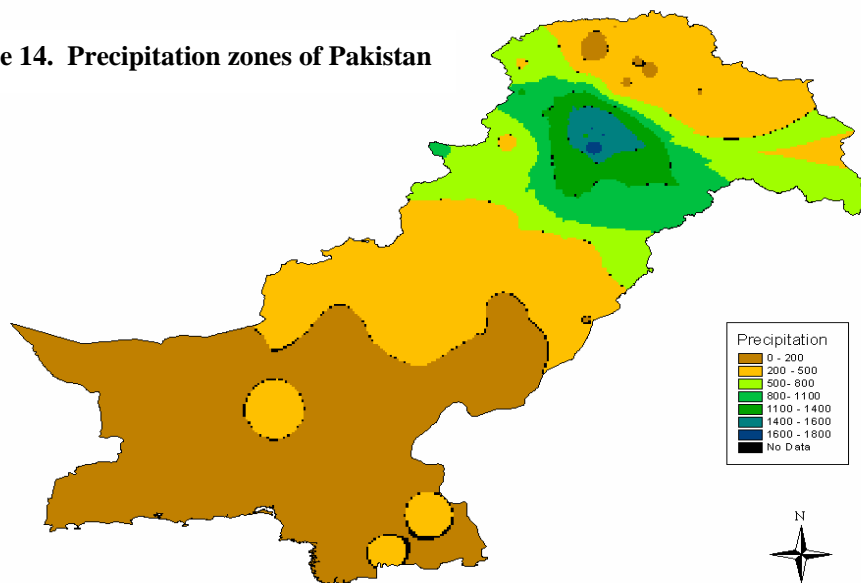 e 14. Precipitation zones of Pakistan
Precipitation
0 - 200
200 - 500
500 - 800
800- 1100
1100 - 1400
1400 - 1600
1600 - 1800
No Data
N